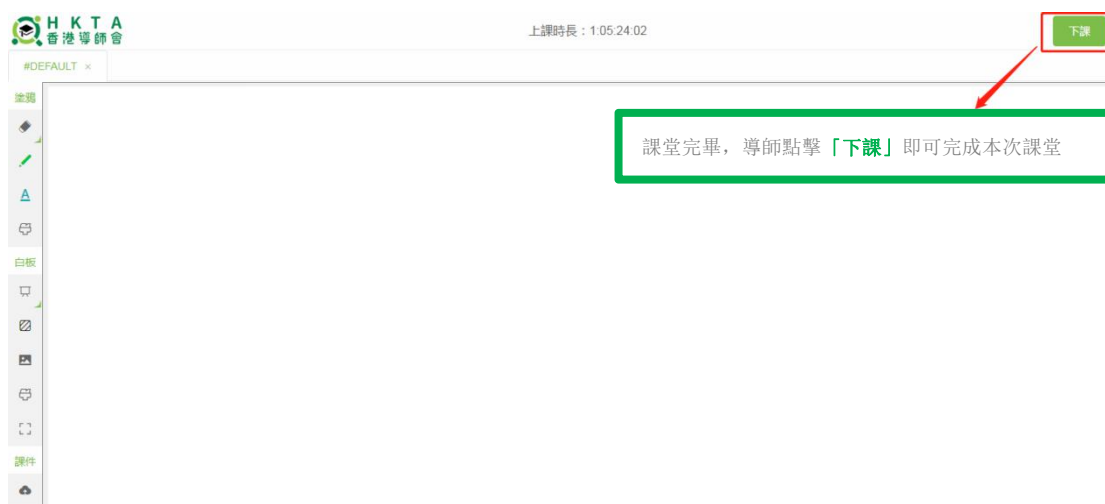 HKTA
香港導師會
上課時長：1:05:24:02
下課
#DEFAULT ×
塗鴉
課堂完畢，導師點擊「下課」即可完成本次課堂
A
白板
課件